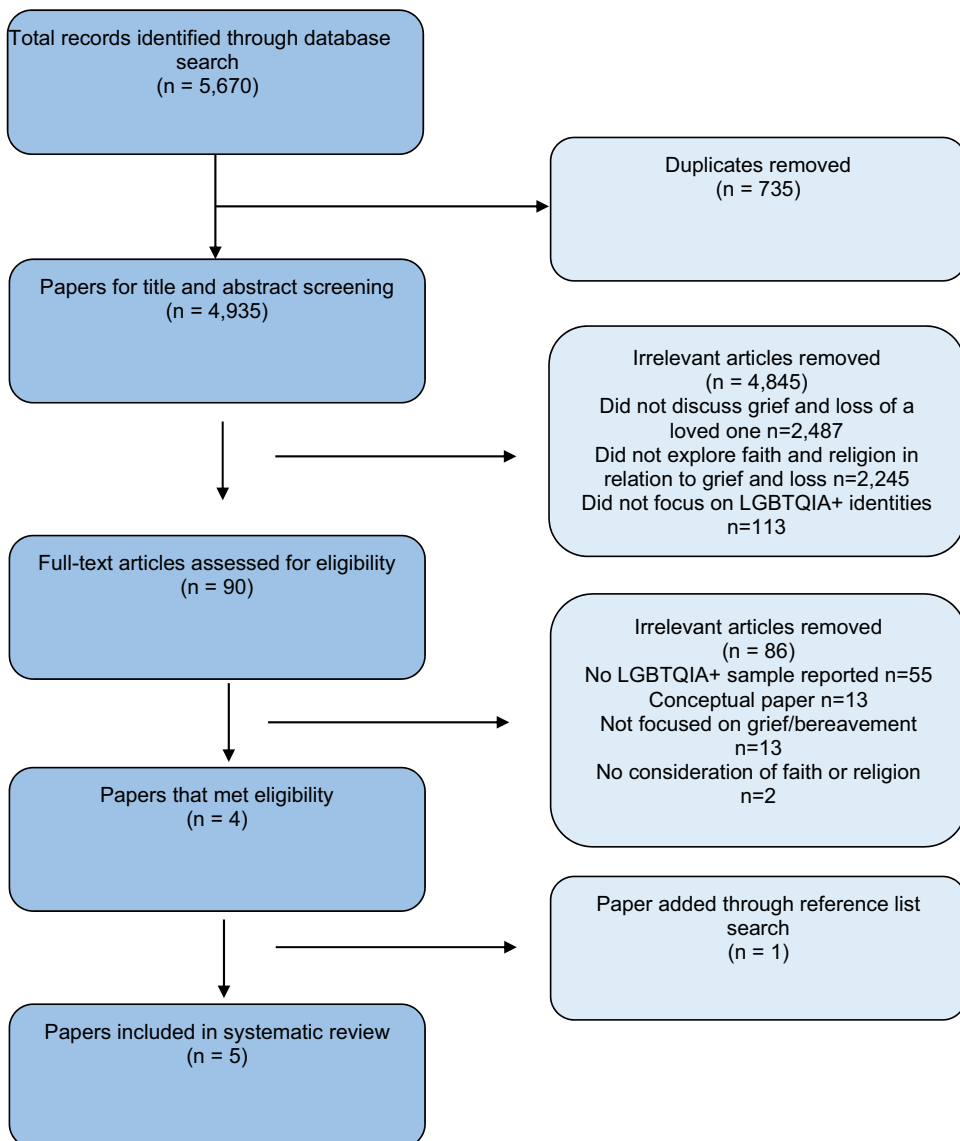 Total records identified through database
search
(n = 5,670)
Duplicates removed
(n = 735)
Papers for title and abstract screening
(n = 4,935)
Irrelevant articles removed
(n = 4,845)
Did not discuss grief and loss of a
loved one n=2,487
Did not explore faith and religion in
relation to grief and loss n=2,245
Did not focus on LGBTQIA+ identities
n=113
Full-text articles assessed for eligibility
(n = 90)
Irrelevant articles removed
(n = 86)
No LGBTQIA+ sample reported n=55
Conceptual paper n=13
Not focused on grief/bereavement
n=13
No consideration of faith or religion
n=2
Papers that met eligibility
(n = 4)
Paper added through reference list
search
(n = 1)
Papers included in systematic review
(n = 5)